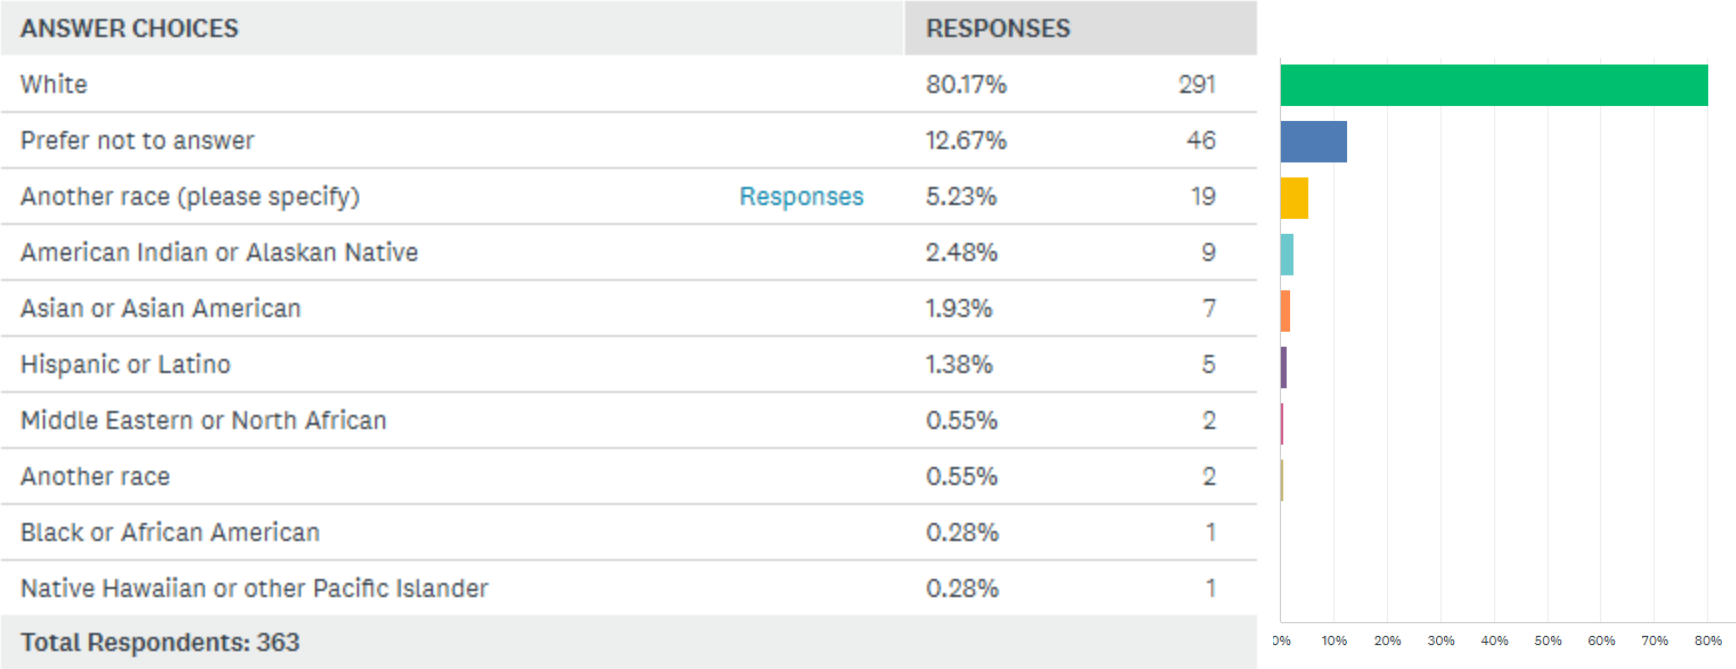 ANSWER CHOICES RESPONSES
White 80.17% 291
Prefer not to answer 12.67% 46
Another race (please specify) Responses 5.23% 19
American Indian or Alaskan Native 2.48% 9
Asian or Asian American 1.93% 7
Hispanic or Latino 1.38% 5
Middle Eastern or North African 0.55% 2
Another race 0.55% 2
Black or African American 0.28% 1
Native Hawaiian or other Pacific Islander 0.28% 1
Total Respondents: 363
0% 10% 20% 30% 40% 50% 60% 70% 80%